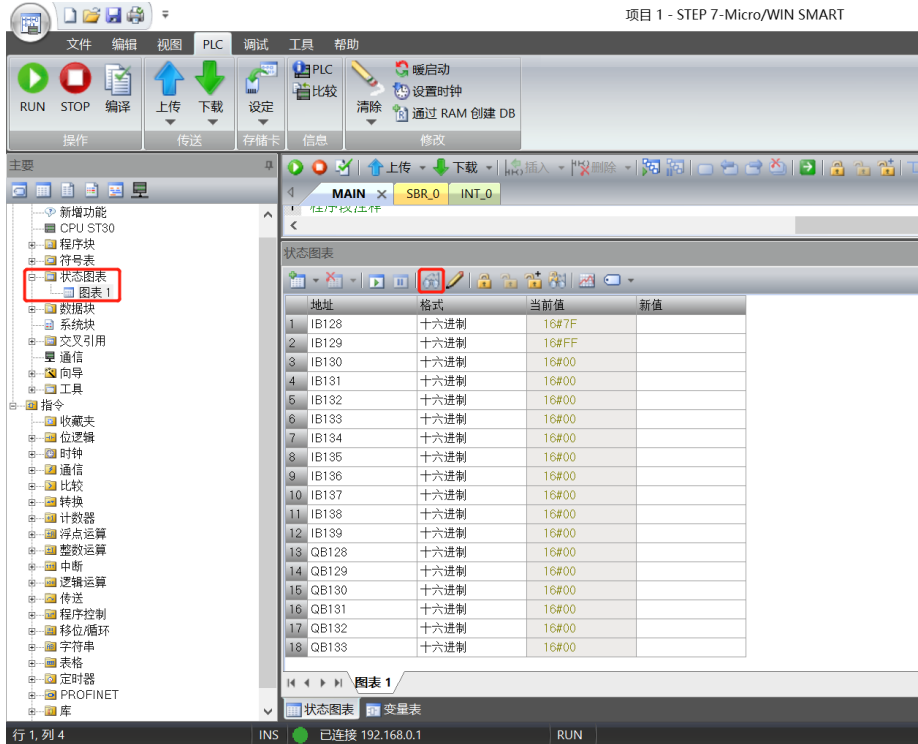 项目 1 - STEP 7-Micro/WIN SMART
文件 编辑 视图 PLC 调试 工具 帮助
RUN STOP 编译 上传 下载 设定 PLC 比较 清除 暖启动
设置时钟
通过 RAM 创建 DB
操作 传送 存储卡 信息 修改
主要
上传 下载 插入 删除
MAIN SBR_0 INT_0
1 程序段注释
新增功能
CPU ST30
程序块
符号表
状态图表
图表 1
数据块
系统块
交叉引用
通信
向导
工具
指令
收藏夹
位逻辑
时钟
通信
比较
转换
计数器
浮点运算
整数运算
中断
逻辑运算
传送
程序控制
移位/循环
字符串
表格
定时器
PROFINET
库
状态图表
地址 格式 当前值 新值
1 IB128 十六进制 16#7F
2 IB129 十六进制 16#FF
3 IB130 十六进制 16#00
4 IB131 十六进制 16#00
5 IB132 十六进制 16#00
6 IB133 十六进制 16#00
7 IB134 十六进制 16#00
8 IB135 十六进制 16#00
9 IB136 十六进制 16#00
10 IB137 十六进制 16#00
11 IB138 十六进制 16#00
12 IB139 十六进制 16#00
13 QB128 十六进制 16#00
14 QB129 十六进制 16#00
15 QB130 十六进制 16#00
16 QB131 十六进制 16#00
17 QB132 十六进制 16#00
18 QB133 十六进制 16#00
图表 1
状态图表 变量表
行 1, 列 4 INS 已连接 192.168.0.1 RUN